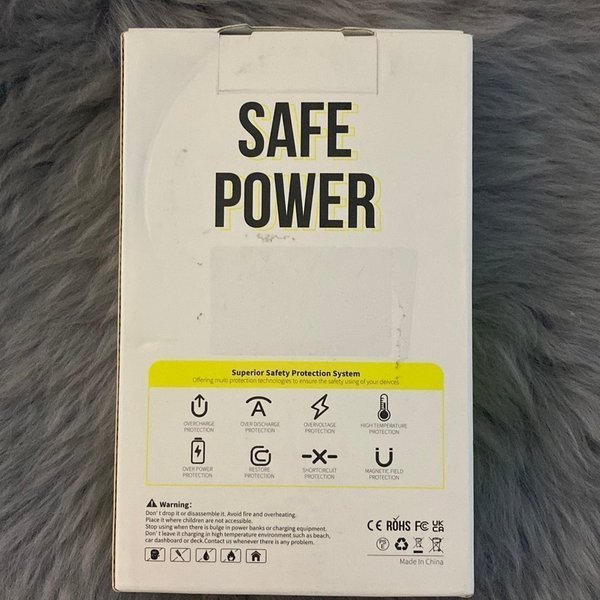 SAFE
POWER
Superior Safety Protection System
Offering multi protection technologies to ensure the safety using of your deivces
OVERCHARGE
PROTECTION
OVER DISCHARGE
PROTECTION
OVERVOLTAGE
PROTECTION
HIGH TEMPERATURE
PROTECTION
OVER POWER
PROTECTION
RESTORE
PROTECTION
SHORTCIRCUIT
PROTECTION
MAGNETIC FIELD
PROTECTION
Warning:
Don't drop it or disassemble it. Avoid fire and overheating.
Place it where children are not accessible.
Stop using when there is bulge in power banks or charging equipment.
Don't leave it charging in high temperature environment such as beach,
car dashboard or deck.Contact us whenever there is any problem.
CE ROHS FC UK CA
Made In China